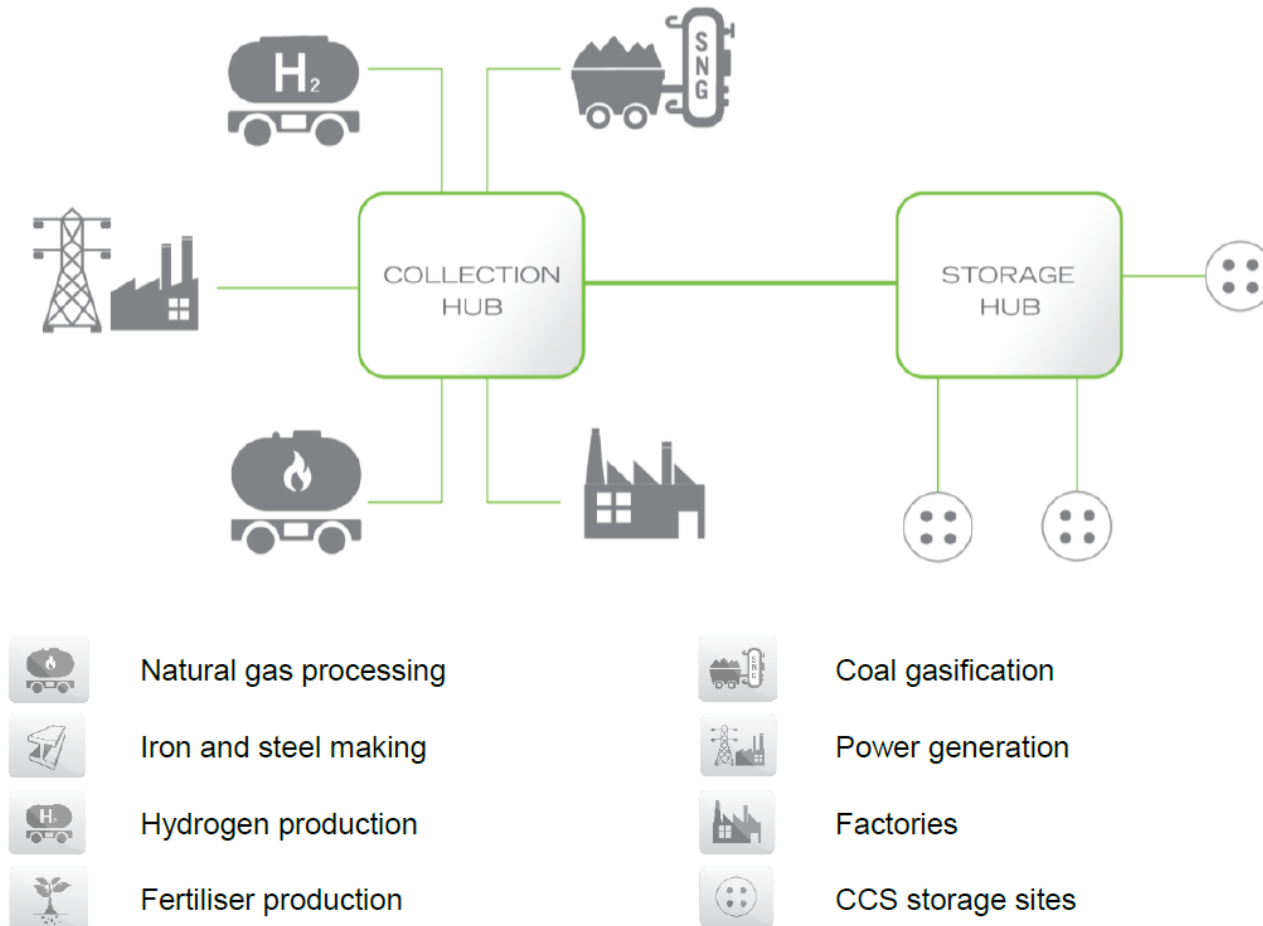 H2
SNG
COLLECTION
HUB
STORAGE
HUB
Natural gas processing
Coal gasification
Iron and steel making
Power generation
Hydrogen production
Factories
Fertiliser production
CCS storage sites